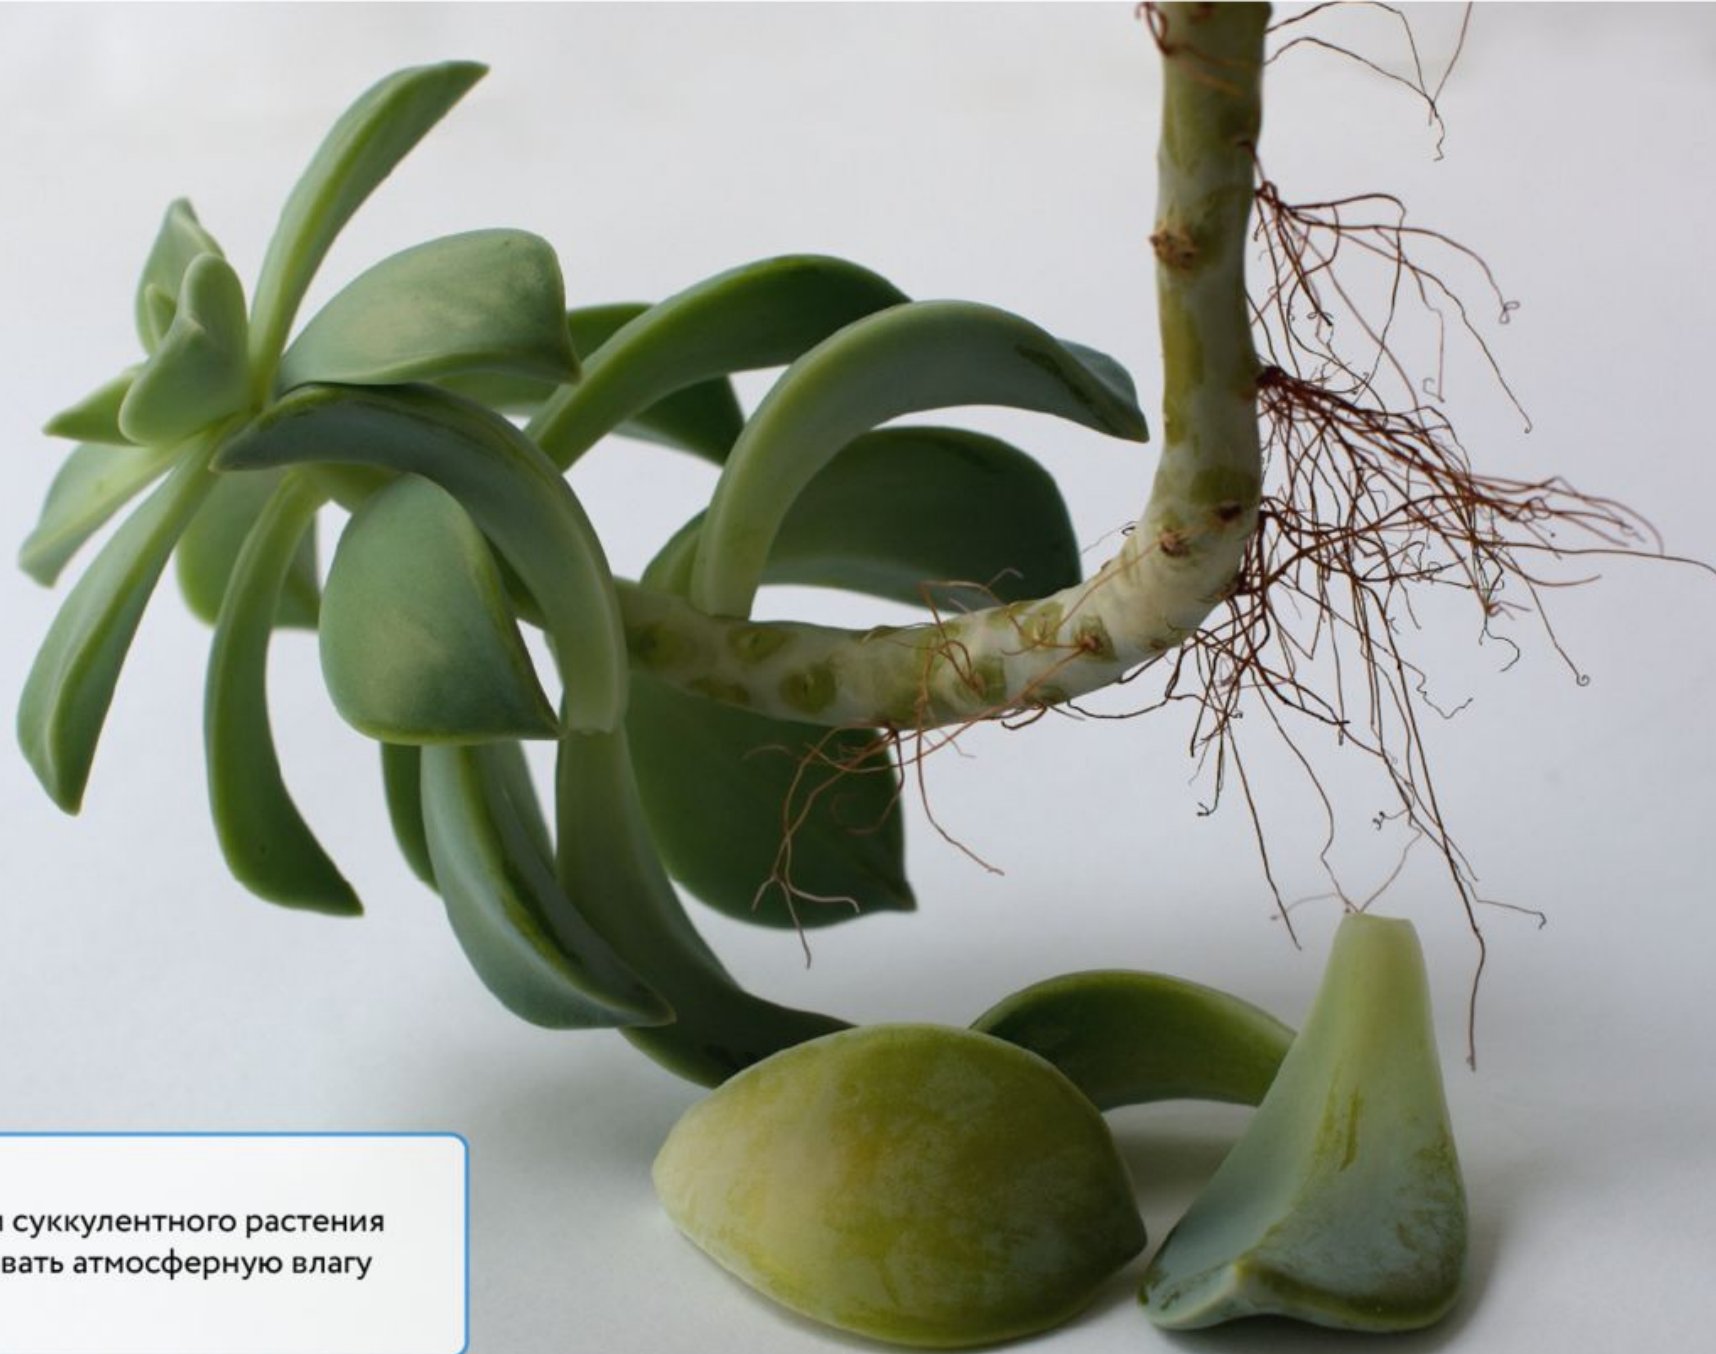 суккулентного растения
вать атмосферную влагу